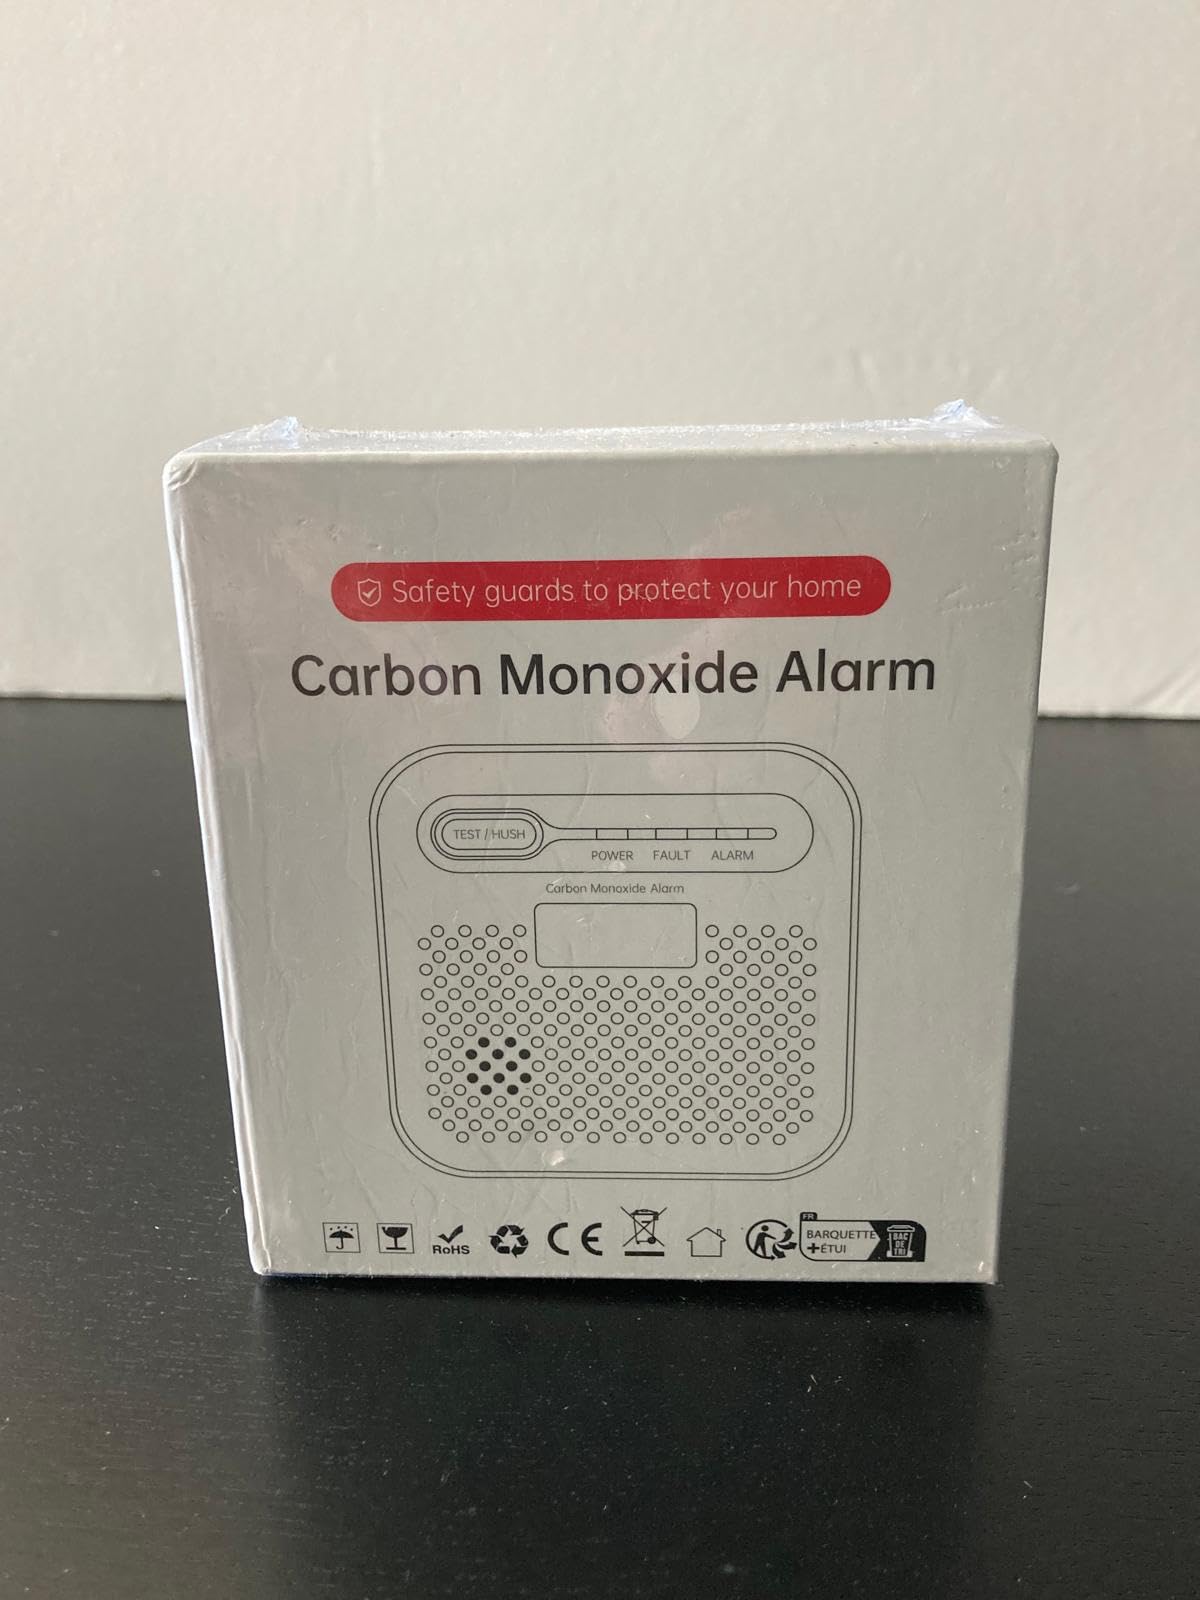 Safety guards to protect your home
Carbon Monoxide Alarm
TEST / HUSH
POWER FAULT ALARM
Carbon Monoxide Alarm
RoHS
CE
FR
BARQUETTE
+ÉTUI
BAC
DE
TRI